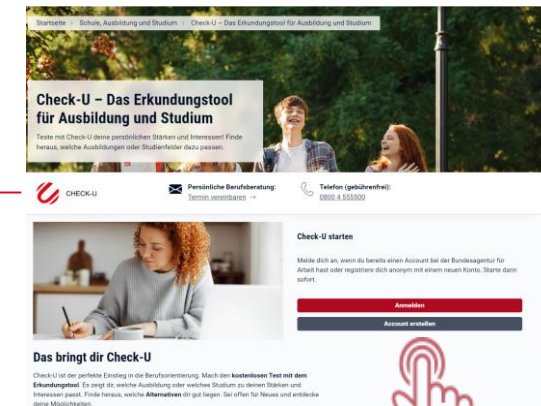 Startseite › Schule, Ausbildung und Studium › Check-U – Das Erkundungstool für Ausbildung und Studium
Check-U – Das Erkundungstool
für Ausbildung und Studium
Teste mit Check-U deine persönlichen Stärken und Interessen! Finde
heraus, welche Ausbildungen oder Studienfelder dazu passen.
CHECK-U
Persönliche Berufsberatung:
Termin vereinbaren →
Telefon (gebührenfrei):
0800 4 555500
Check-U starten
Melde dich an, wenn du bereits einen Account bei der Bundesagentur für
Arbeit hast oder registriere dich anonym mit einem neuen Konto. Starte dann
sofort.
Anmelden
Account erstellen
Das bringt dir Check-U
Check-U ist der perfekte Einstieg in die Berufsorientierung. Mach den kostenlosen Test mit dem
Erkundungstool. Es zeigt dir, welche Ausbildung oder welches Studium zu deinen Stärken und
Interessen passt. Finde heraus, welche Alternativen dir gut liegen. Sei offen für Neues und entdecke
deine Möglichkeiten.